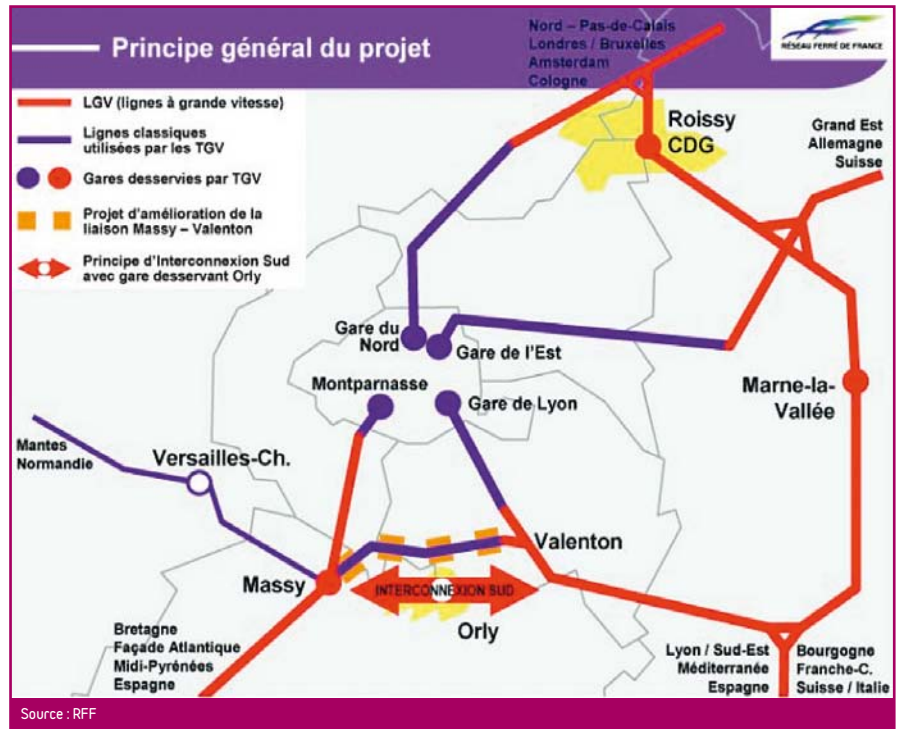 Principe général du projet
Nord – Pas-de-Calais
Londres / Bruxelles
Amsterdam
Cologne
RÉSEAU FERRÉ DE FRANCE
LGV (lignes à grande vitesse)
Lignes classiques
utilisées par les TGV
Gares desservies par TGV
Projet d'amélioration de la
liaison Massy – Valenton
Principe d'Interconnexion Sud
avec gare desservant Orly
Roissy
CDG
Grand Est
Allemagne
Suisse
Gare du
Nord
Gare de l'Est
Montparnasse
Gare de Lyon
Marne-la-
Vallée
Mantes
Normandie
Versailles-Ch.
Valenton
Massy
INTERCONNEXION SUD
Orly
Bretagne
Façade Atlantique
Midi-Pyrénées
Espagne
Lyon / Sud-Est
Méditerranée
Espagne
Bourgogne
Franche-C.
Suisse / Italie
Source : RFF